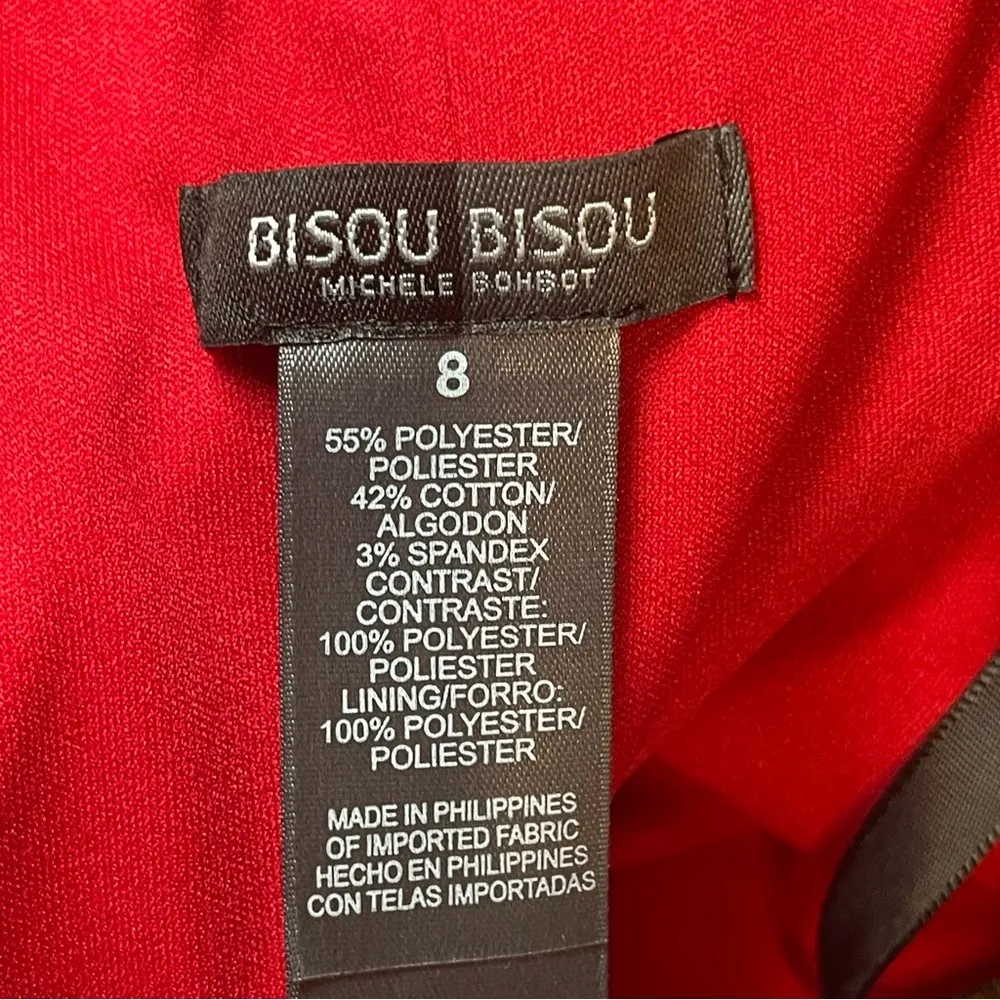 BISOU BISOU
MICHELE BOHBOT
8
55% POLYESTER/
POLIESTER
42% COTTON/
ALGODON
3% SPANDEX
CONTRAST/
CONTRASTE:
100% POLYESTER/
POLIESTER
LINING/FORRO:
100% POLYESTER/
POLIESTER
MADE IN PHILIPPINES
OF IMPORTED FABRIC
HECHO EN PHILIPPINES
CON TELAS IMPORTADAS